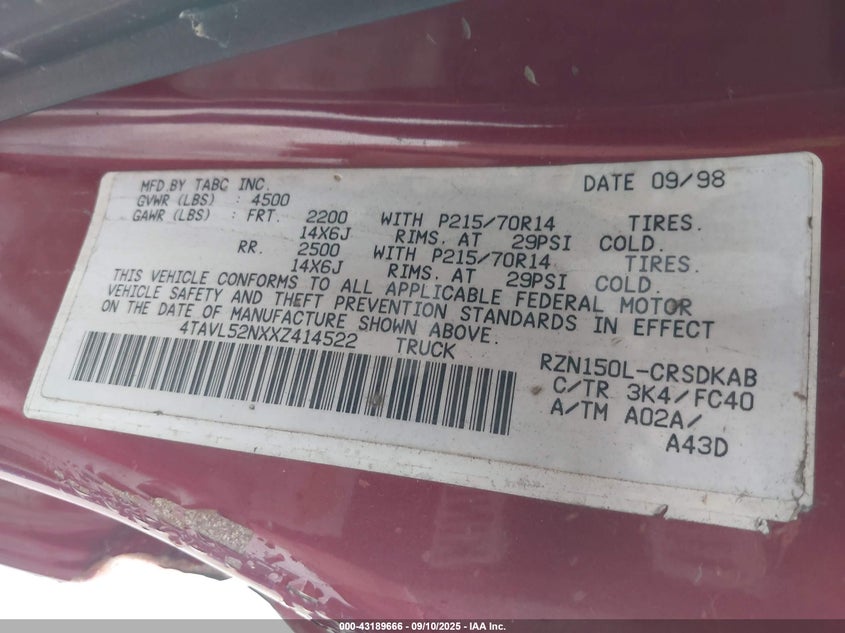 MFD.BY TABC INC. DATE 09/98
GVWR (LBS) : 4500
GAWR (LBS) : FRT. 2200 WITH P215/70R14 TIRES.
14X6J RIMS. AT 29PSI COLD.
RR. 2500 WITH P215/70R14 TIRES.
14X6J RIMS. AT 29PSI COLD.
THIS VEHICLE CONFORMS TO ALL APPLICABLE FEDERAL MOTOR
VEHICLE SAFETY AND THEFT PREVENTION STANDARDS IN EFFECT
ON THE DATE OF MANUFACTURE SHOWN ABOVE.
4TAVL52NXXZ414522 TRUCK
RZN150L-CRSDKAB
C/TR 3K4/FC40
A/TM A02A/
A43D
000-43189666 - 09/10/2025 - IAA Inc.